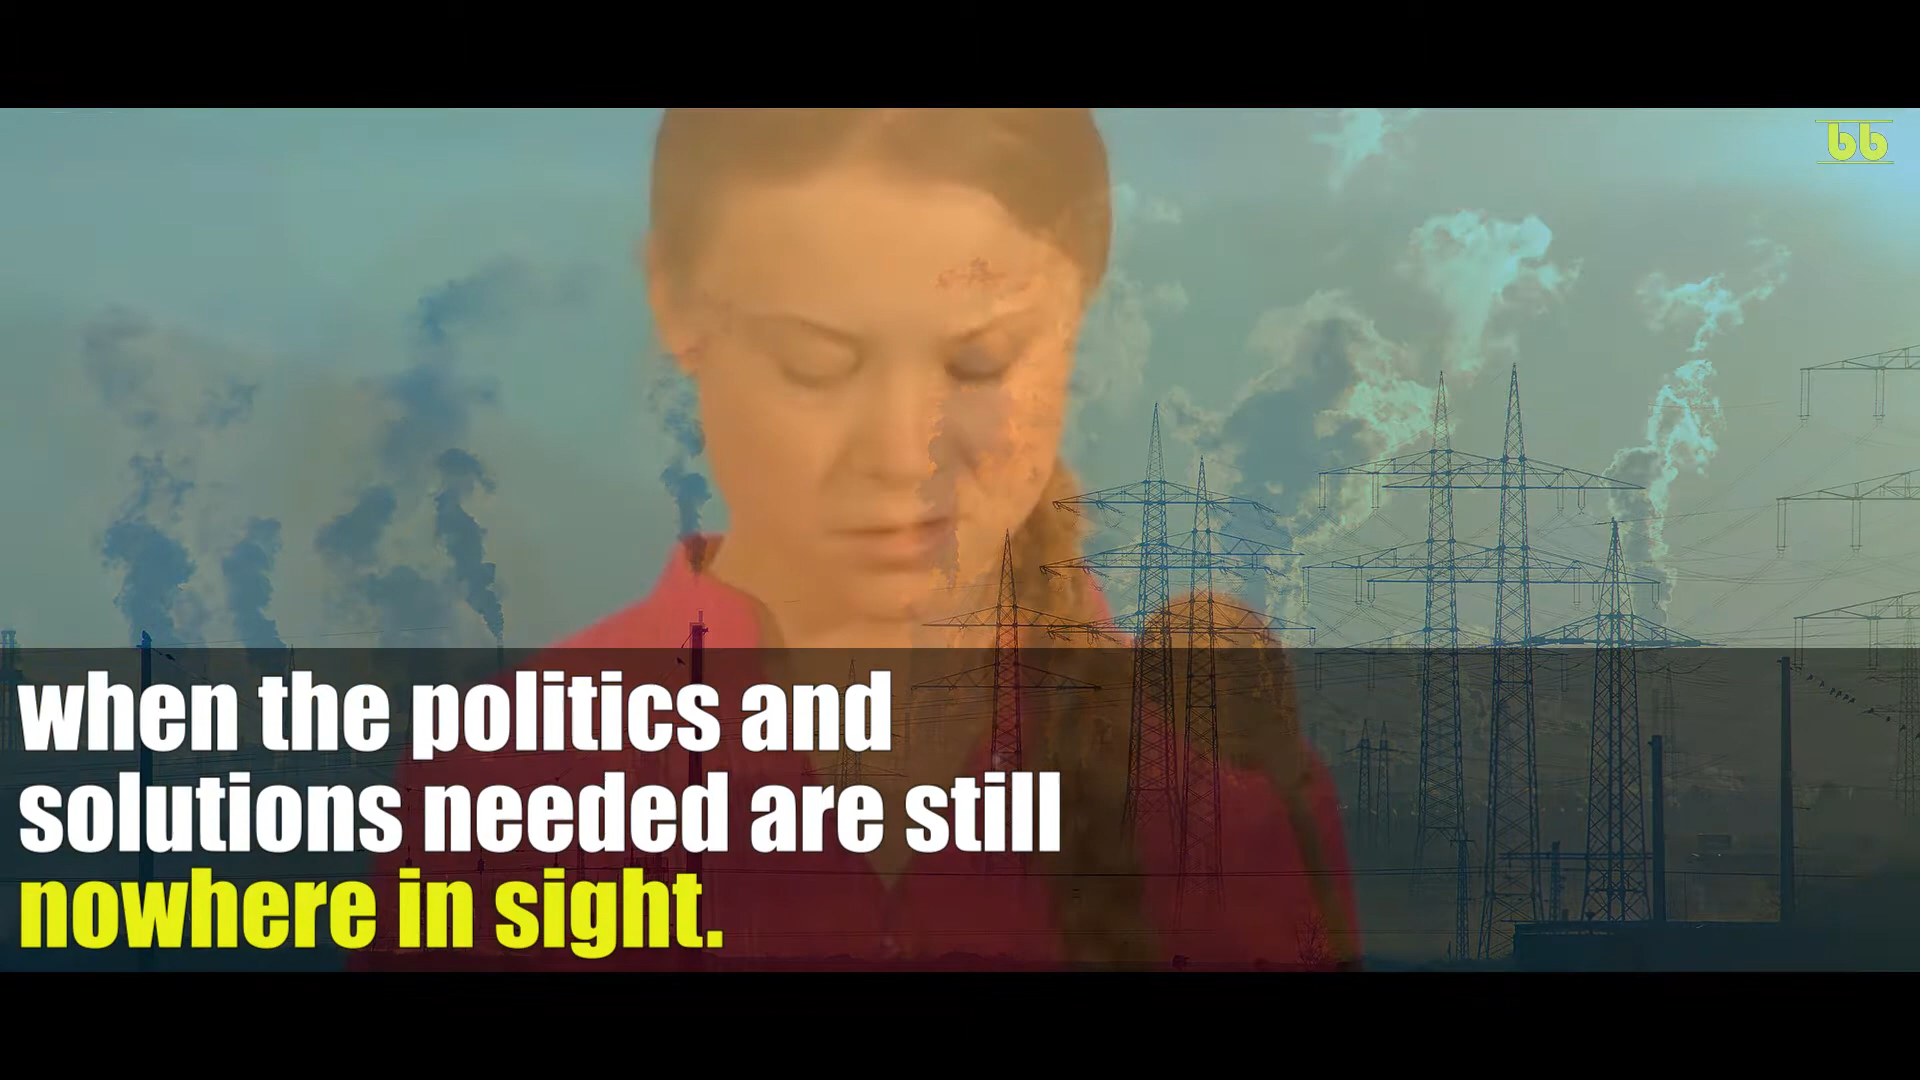 bb
when the politics and
solutions needed are still
nowhere in sight.